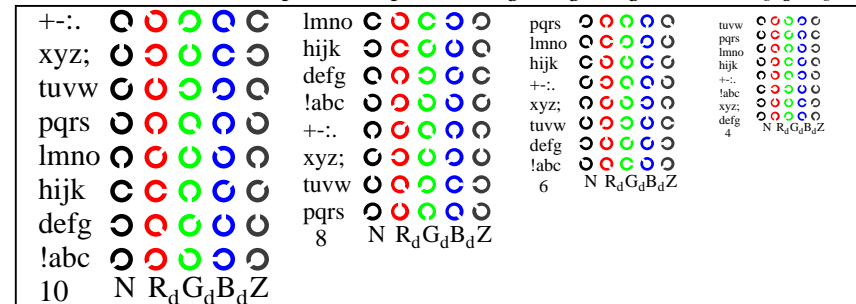 +-:.
xyz;
tuvw
pqrs
lmno
hijk
defg
!abc
10 N RdGdBdZ
lmno
hijk
defg
!abc
+-:.
xyz;
tuvw
pqrs
8 N RdGdBdZ
pqrs
lmno
hijk
+-:.
xyz;
tuvw
defg
!abc
6 N RdGdBdZ
tuvw
pqrs
lmno
hijk
+-:.
!abc
xyz;
defg
4 N RdGdBdZ